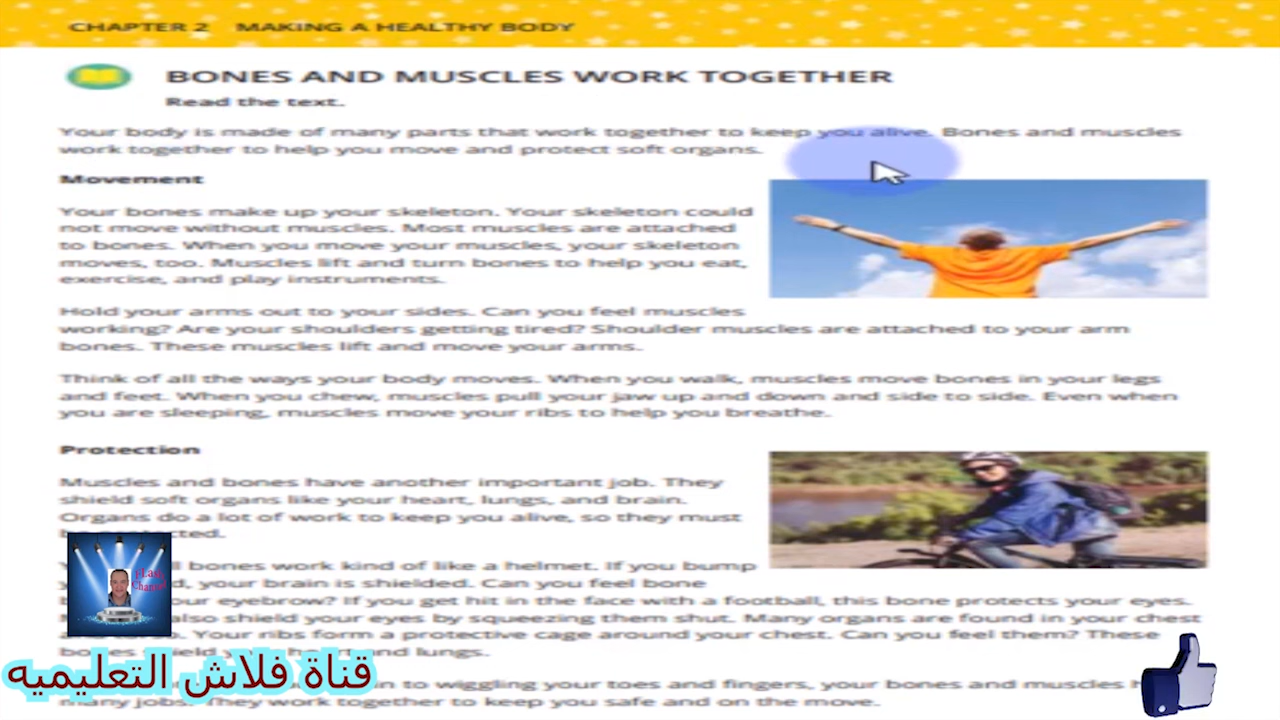 CHAPTER 2 MAKING A HEALTHY BODY
BONES AND MUSCLES WORK TOGETHER
Read the text.
Your body is made of many parts that work together to keep you alive. Bones and muscles
work together to help you move and protect soft organs.
Movement
Your bones make up your skeleton. Your skeleton could
not move without muscles. Most muscles are attached
to bones. When you move your muscles, your skeleton
moves, too. Muscles lift and turn bones to help you eat,
exercise, and play instruments.
Hold your arms out to your sides. Can you feel muscles
working? Are your shoulders getting tired? Shoulder muscles are attached to your arm
bones. These muscles lift and move your arms.
Think of all the ways your body moves. When you walk, muscles move bones in your legs
and feet. When you chew, muscles pull your jaw up and down and side to side. Even when
you are sleeping, muscles move your ribs to help you breathe.
Protection
Muscles and bones have another important job. They
shield soft organs like your heart, lungs, and brain.
Organs do a lot of work to keep you alive, so they must
bones work kind of like a helmet. If you bump
your brain is shielded. Can you feel bone
eyebrow? If you get hit in the face with a football, this bone protects your eyes.
also shield your eyes by squeezing them shut. Many organs are found in your chest
Your ribs form a protective cage around your chest. Can you feel them? These
and lungs.
to wiggling your toes and fingers, your bones and muscles
many jobs. They work together to keep you safe and on the move.
Flash Channel
قناة فلاش التعليميه